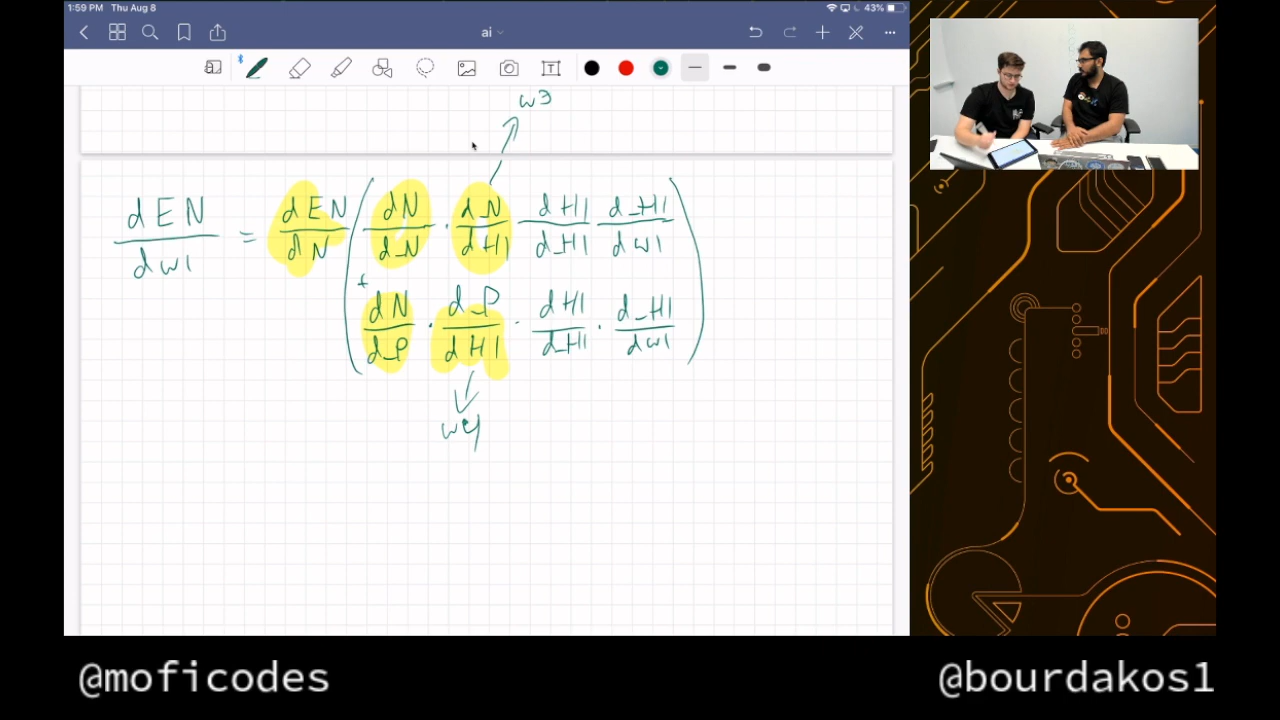 1:59 PM Thu Aug 8
43%
ai
T
w3
dEN/dw1 = dEN/dN ( dN/d_N · d_N/dH1 dH1/d_H1 d_H1/dw1
+ dN/d_P · d_P/dH1 · dH1/d_H1 · d_H1/dw1 )
w4
@moficodes
@bourdakos1